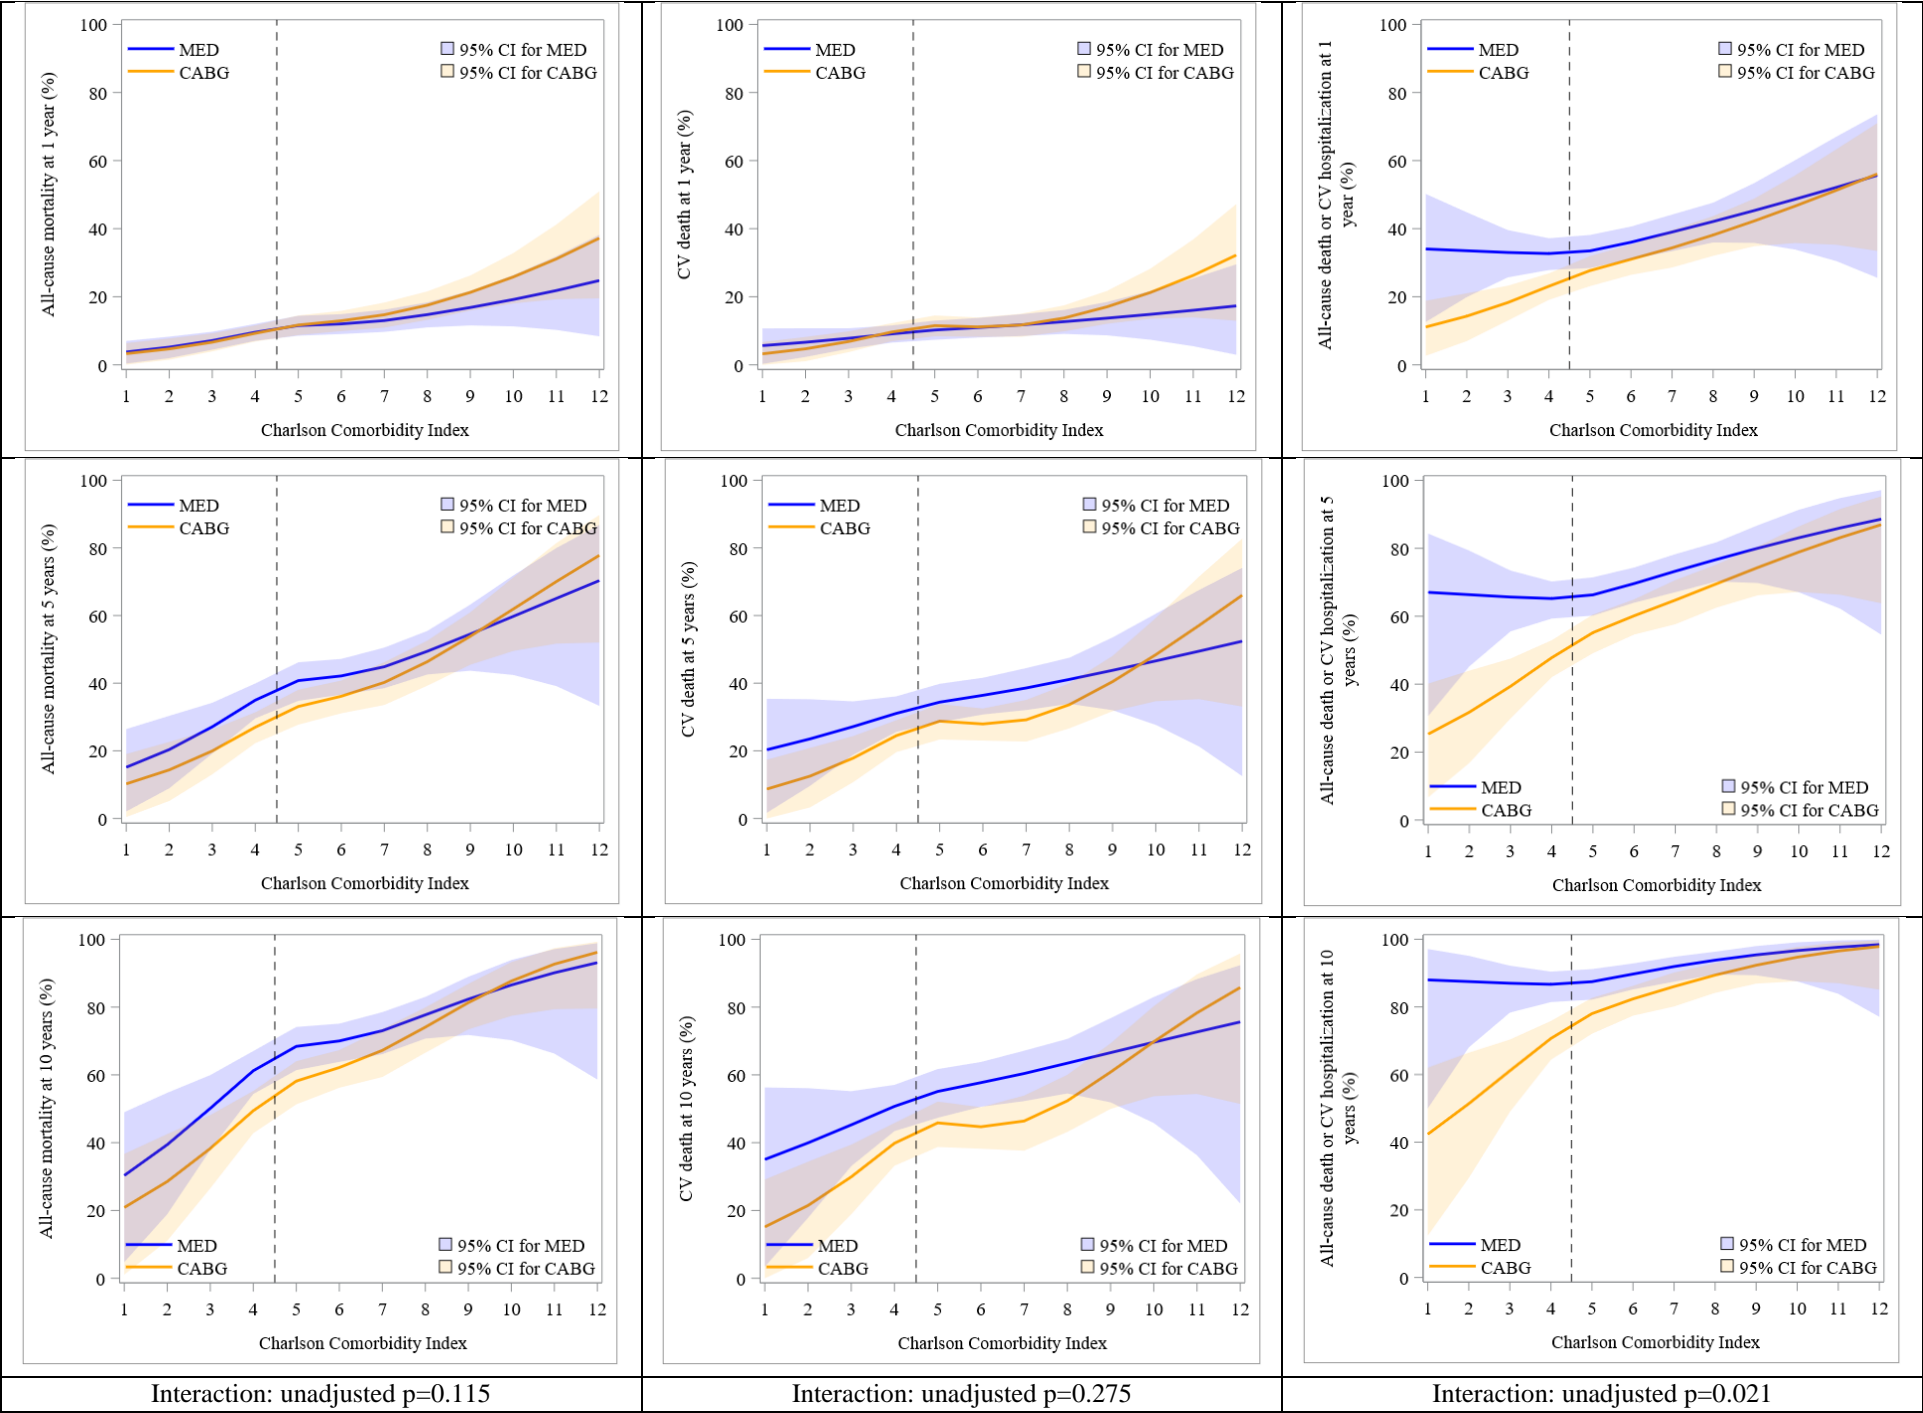 All-cause mortality at 1 year (%)
100
80
60
40
20
0
MED
CABG
95% CI for MED
95% CI for CABG
1 2 3 4 5 6 7 8 9 10 11 12
Charlson Comorbidity Index
CV death at 1 year (%)
100
80
60
40
20
0
MED
CABG
95% CI for MED
95% CI for CABG
1 2 3 4 5 6 7 8 9 10 11 12
Charlson Comorbidity Index
All-cause death or CV hospitalization at 1
year (%)
100
80
60
40
20
0
MED
CABG
95% CI for MED
95% CI for CABG
1 2 3 4 5 6 7 8 9 10 11 12
Charlson Comorbidity Index
All-cause mortality at 5 years (%)
100
80
60
40
20
0
MED
CABG
95% CI for MED
95% CI for CABG
1 2 3 4 5 6 7 8 9 10 11 12
Charlson Comorbidity Index
CV death at 5 years (%)
100
80
60
40
20
0
MED
CABG
95% CI for MED
95% CI for CABG
1 2 3 4 5 6 7 8 9 10 11 12
Charlson Comorbidity Index
All-cause death or CV hospitalization at 5
years (%)
100
80
60
40
20
0
MED
CABG
95% CI for MED
95% CI for CABG
1 2 3 4 5 6 7 8 9 10 11 12
Charlson Comorbidity Index
All-cause mortality at 10 years (%)
100
80
60
40
20
0
MED
CABG
95% CI for MED
95% CI for CABG
1 2 3 4 5 6 7 8 9 10 11 12
Charlson Comorbidity Index
CV death at 10 years (%)
100
80
60
40
20
0
MED
CABG
95% CI for MED
95% CI for CABG
1 2 3 4 5 6 7 8 9 10 11 12
Charlson Comorbidity Index
All-cause death or CV hospitalization at 10
years (%)
100
80
60
40
20
0
MED
CABG
95% CI for MED
95% CI for CABG
1 2 3 4 5 6 7 8 9 10 11 12
Charlson Comorbidity Index
Interaction: unadjusted p=0.115
Interaction: unadjusted p=0.275
Interaction: unadjusted p=0.021